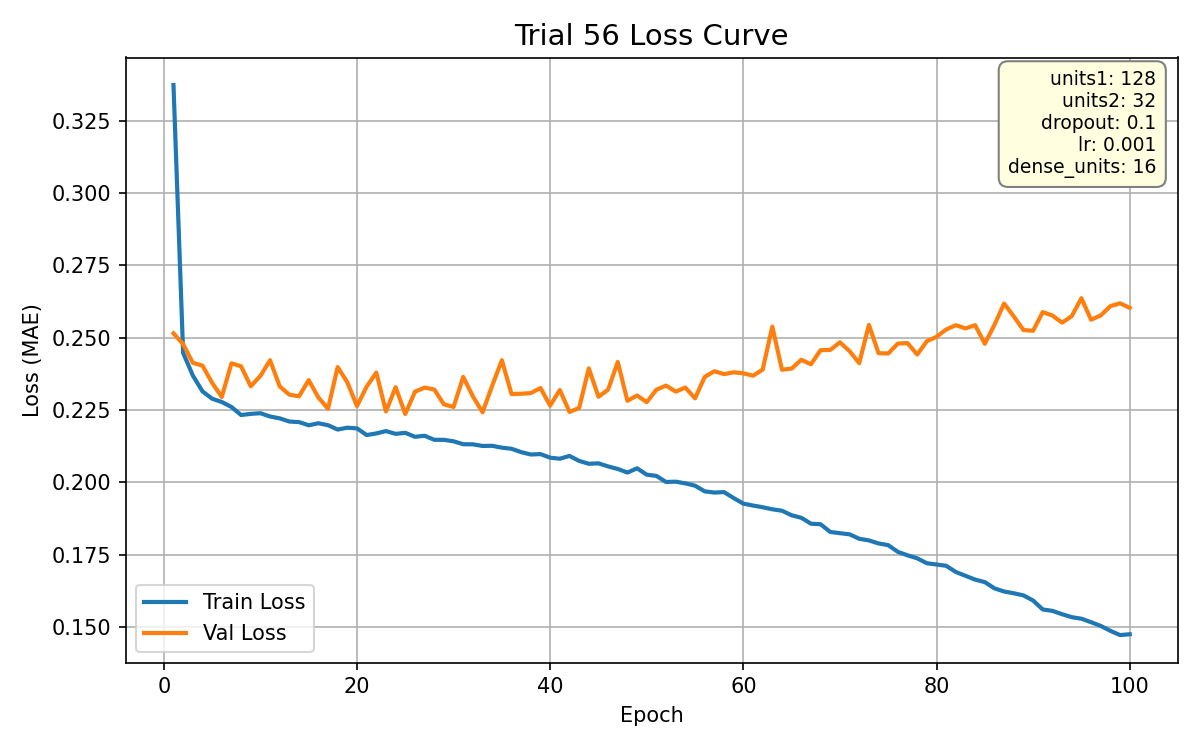 Trial 56 Loss Curve
units1: 128
units2: 32
dropout: 0.1
lr: 0.001
dense_units: 16
Loss (MAE)
0.325
0.300
0.275
0.250
0.225
0.200
0.175
0.150
Train Loss
Val Loss
0 20 40 60 80 100
Epoch